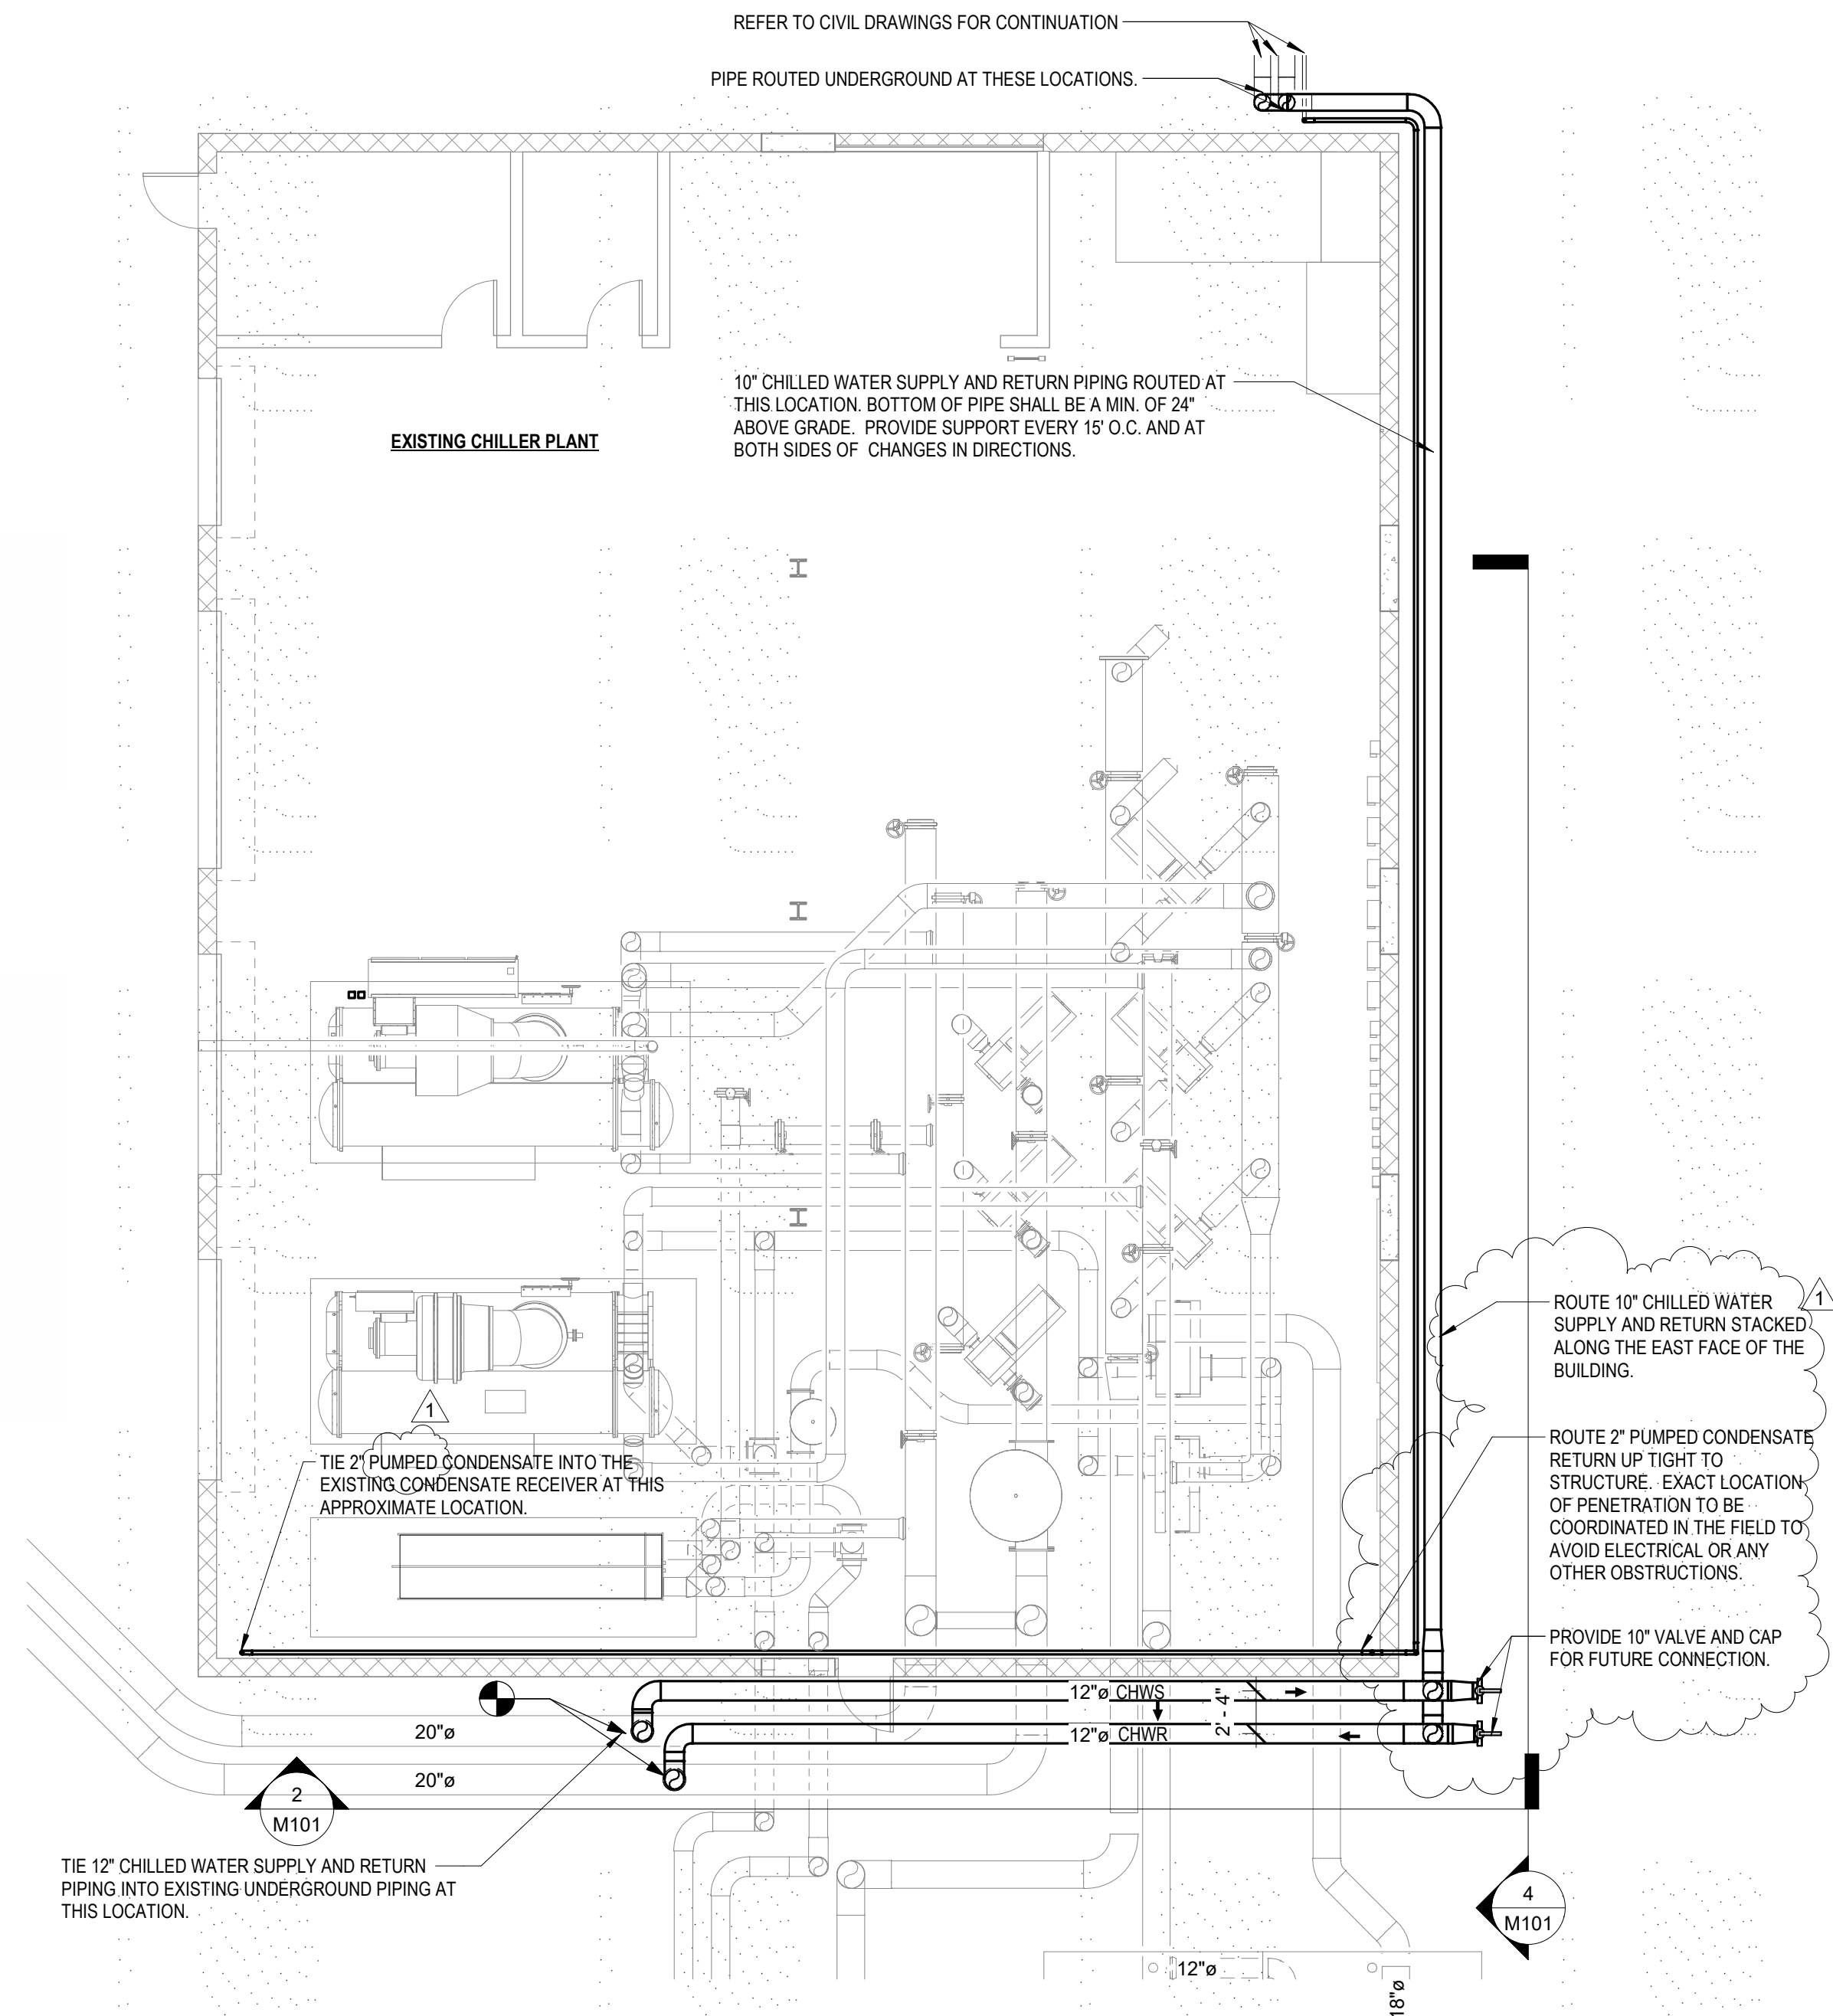 REFER TO CIVIL DRAWINGS FOR CONTINUATION
PIPE ROUTED UNDERGROUND AT THESE LOCATIONS.
10" CHILLED WATER SUPPLY AND RETURN PIPING ROUTED AT
THIS LOCATION. BOTTOM OF PIPE SHALL BE A MIN. OF 24"
ABOVE GRADE. PROVIDE SUPPORT EVERY 15' O.C. AND AT
BOTH SIDES OF CHANGES IN DIRECTIONS.
EXISTING CHILLER PLANT
1
ROUTE 10" CHILLED WATER
SUPPLY AND RETURN STACKED
ALONG THE EAST FACE OF THE
BUILDING.
1
TIE 2" PUMPED CONDENSATE INTO THE
EXISTING CONDENSATE RECEIVER AT THIS
APPROXIMATE LOCATION.
ROUTE 2" PUMPED CONDENSATE
RETURN UP TIGHT TO
STRUCTURE. EXACT LOCATION
OF PENETRATION TO BE
COORDINATED IN THE FIELD TO
AVOID ELECTRICAL OR ANY
OTHER OBSTRUCTIONS.
PROVIDE 10" VALVE AND CAP
FOR FUTURE CONNECTION.
12"ø CHWS
2' - 4"
12"ø CHWR
20"ø
20"ø
2
M101
TIE 12" CHILLED WATER SUPPLY AND RETURN
PIPING INTO EXISTING UNDERGROUND PIPING AT
THIS LOCATION.
4
M101
12"ø
18"ø